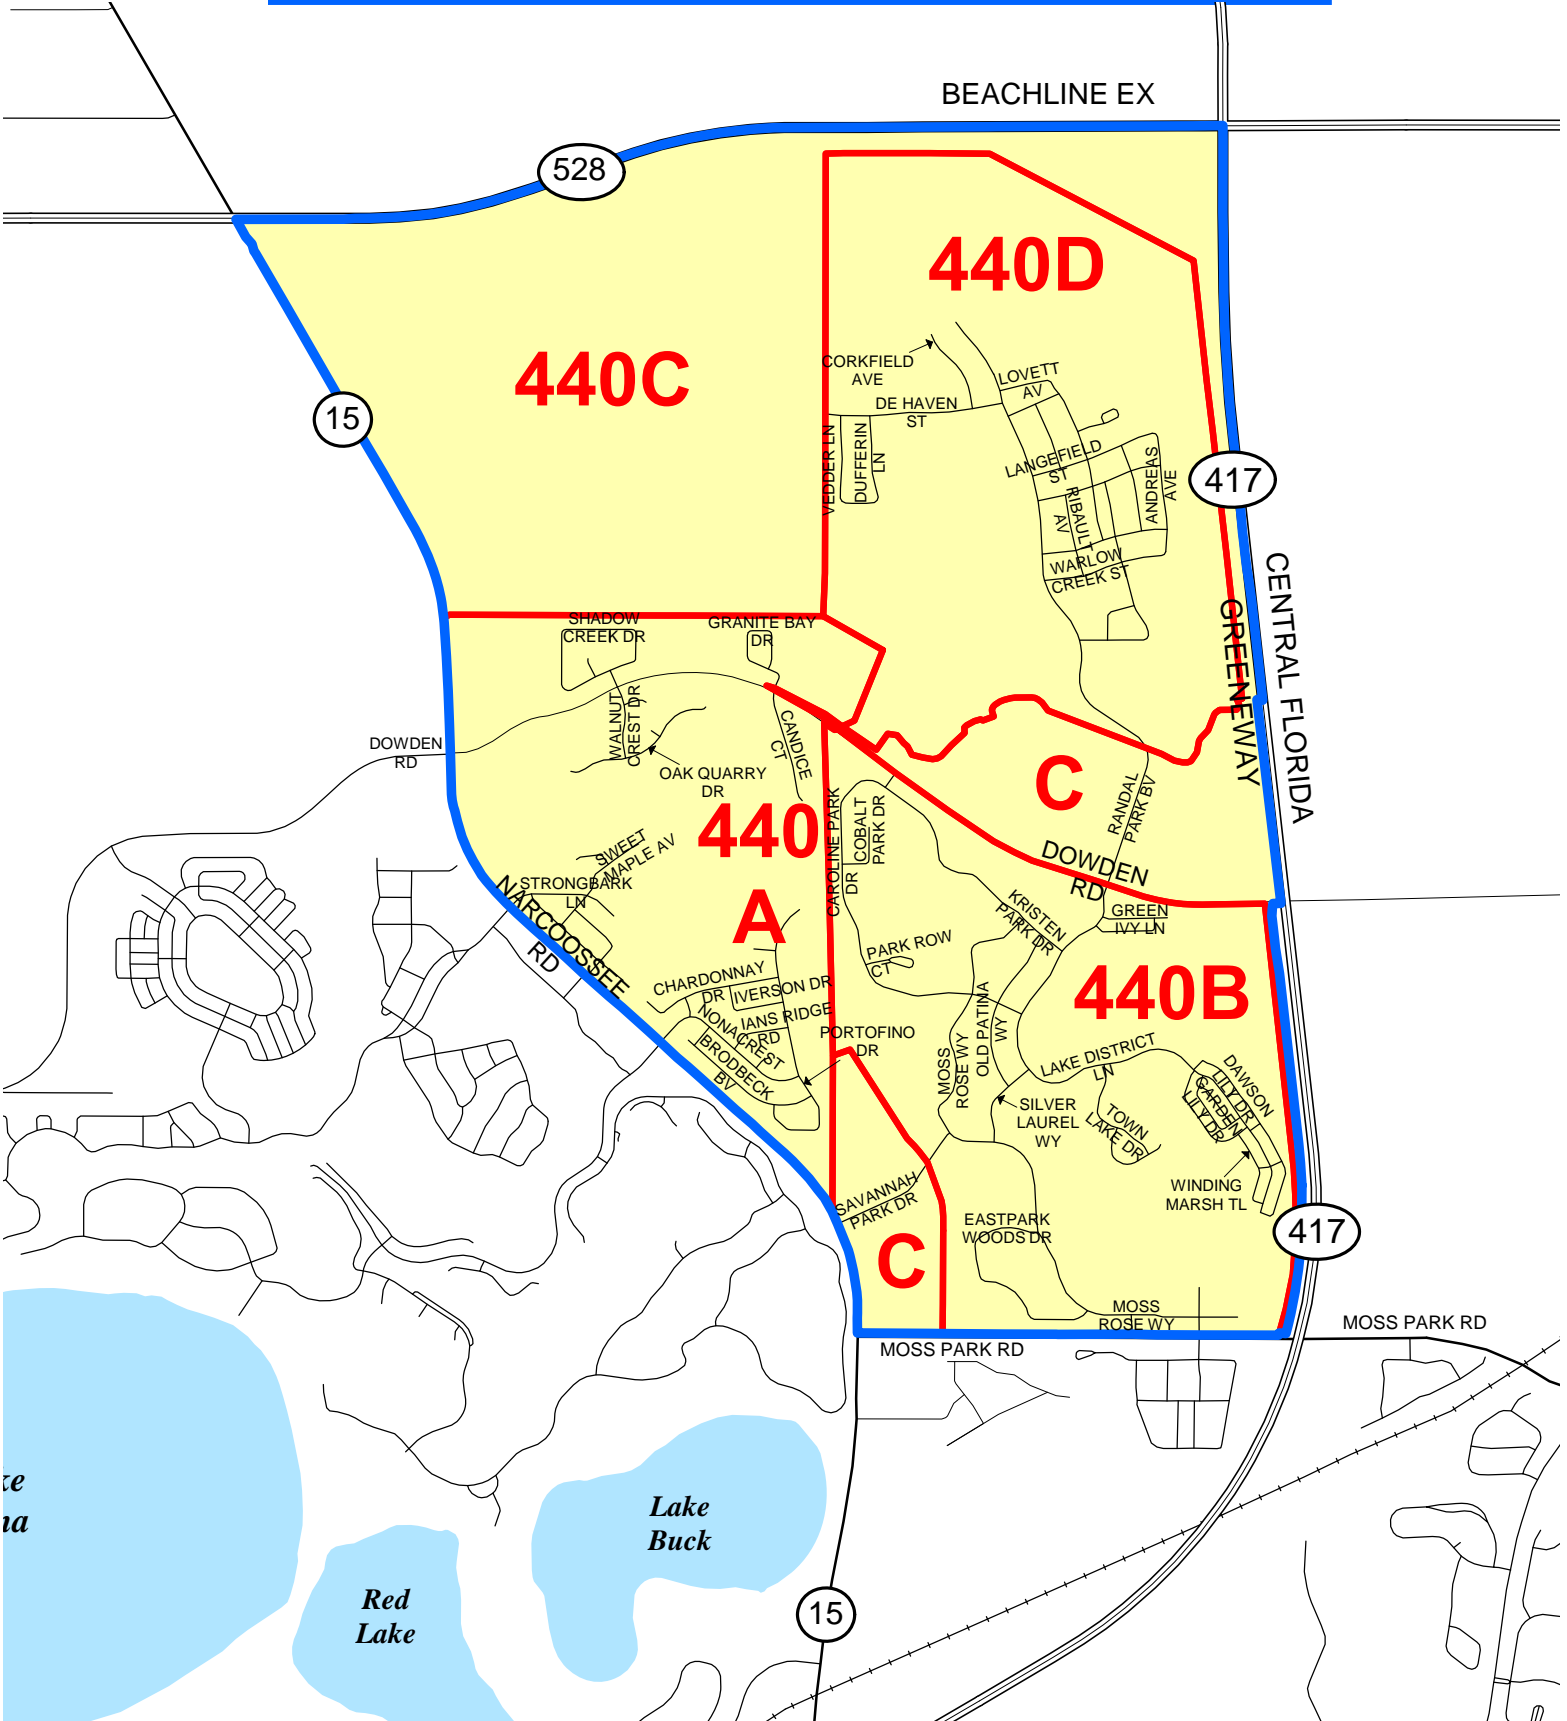 BEACHLINE EX
528
440D
440C
CORKFIELD
AVE
LOVETT
AV
15
DE HAVEN
ST
VEDDER LN
DUFFERIN
LN
LANGEFIELD
ST
ANDREAS
AVE
417
RIBAULT
AV
WARLOW
CREEK ST
CENTRAL FLORIDA
GREENEWAY
SHADOW
CREEK DR
GRANITE BAY
DR
WALNUT
CREST DR
CANDICE
CT
DOWDEN
RD
OAK QUARRY
DR
C
RANDAL
PARK BV
440
A
CAROLINE PARK
DR
COBALT
PARK DR
SWEET
MAPLE AV
DOWDEN
RD
STRONGBARK
LN
NARCOOSSEE
RD
KRISTEN
PARK DR
GREEN
IVY LN
PARK ROW
CT
440B
CHARDONNAY
DR
IVERSON DR
NONACREST
IANS RIDGE
RD
BRODBECK
BV
PORTOFINO
DR
OLD PATINA
WY
MOSS
ROSE WY
LAKE DISTRICT
LN
DAWSON
LILY DR
GARDEN
LILY DR
SILVER
LAUREL
WY
TOWN
LAKE DR
WINDING
MARSH TL
SAVANNAH
PARK DR
EASTPARK
WOODS DR
417
C
MOSS
ROSE WY
MOSS PARK RD
MOSS PARK RD
Lake
Buck
Red
Lake
15